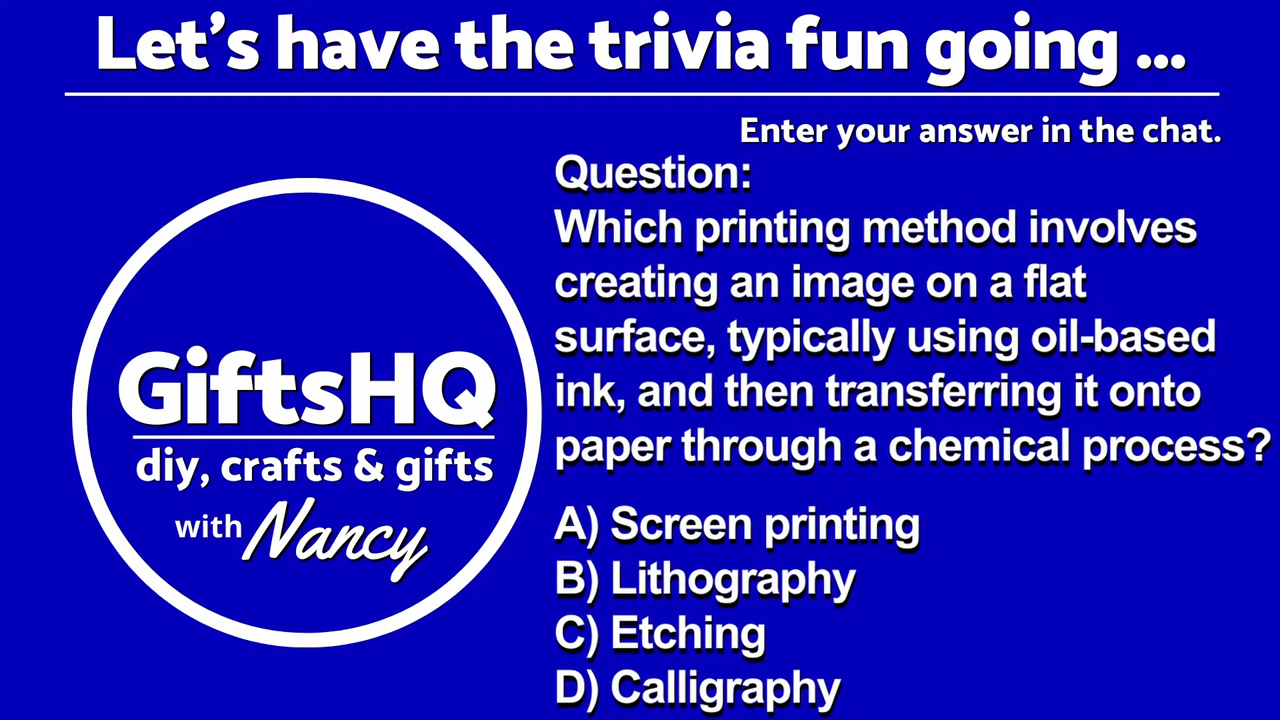 Let's have the trivia fun going ...
Enter your answer in the chat.
GiftsHQ
diy, crafts & gifts
with Nancy
Question:
Which printing method involves
creating an image on a flat
surface, typically using oil-based
ink, and then transferring it onto
paper through a chemical process?
A) Screen printing
B) Lithography
C) Etching
D) Calligraphy